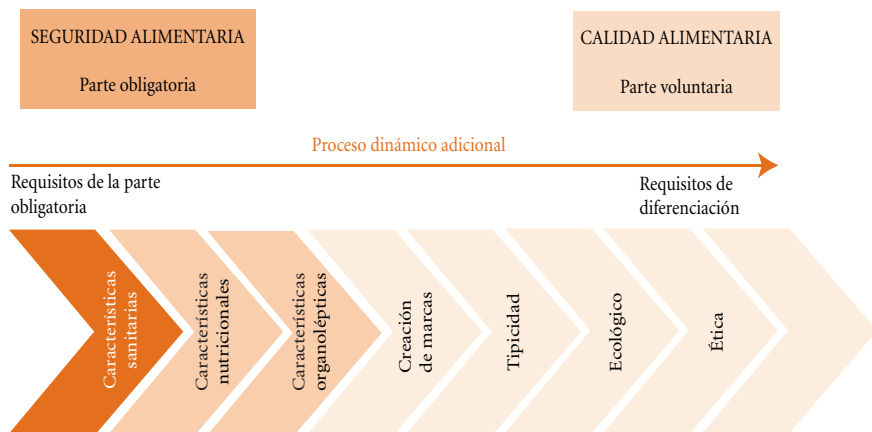 SEGURIDAD ALIMENTARIA
Parte obligatoria
CALIDAD ALIMENTARIA
Parte voluntaria
Proceso dinámico adicional
Requisitos de la parte
obligatoria
Requisitos de
diferenciación
Características
sanitarias
Características
nutricionales
Características
organolépticas
Creación
de marcas
Tipicidad
Ecológico
Ética